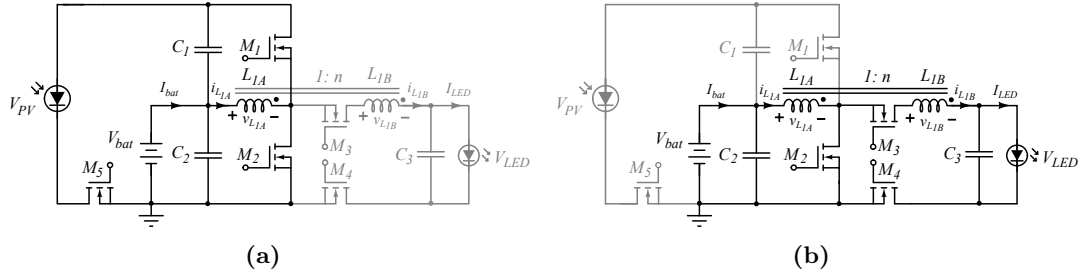 C1
M1
L1A
1: n
L1B
Ibat
iL1A
iL1B
ILED
VPV
+ vL1A −
+ vL1B −
Vbat
C2
M2
M3
M4
C3
VLED
M5
(a)
C1
M1
L1A
1: n
L1B
Ibat
iL1A
iL1B
ILED
VPV
+ vL1A −
+ vL1B −
Vbat
C2
M2
M3
M4
C3
VLED
M5
(b)